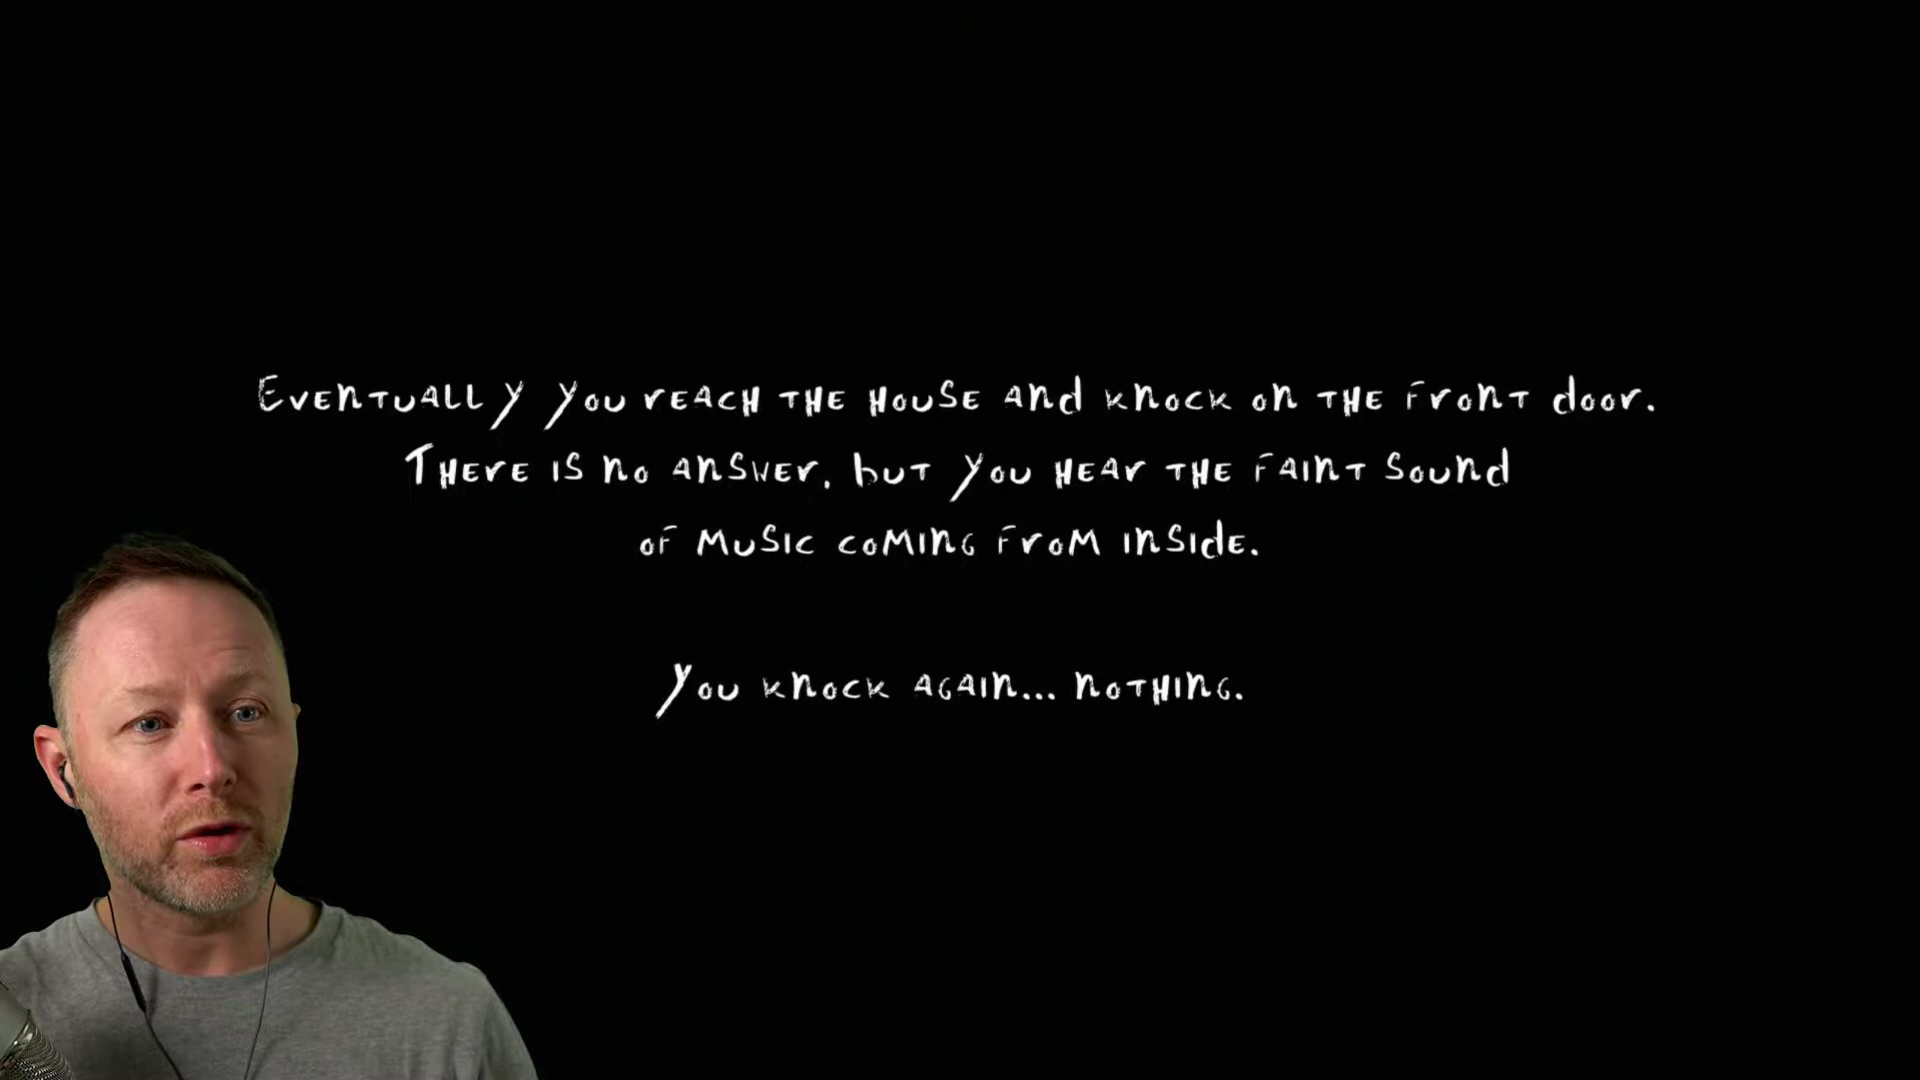 Eventually you reach the house and knock on the front door.
There is no answer, but you hear the faint sound
of music coming from inside.
You knock again... nothing.